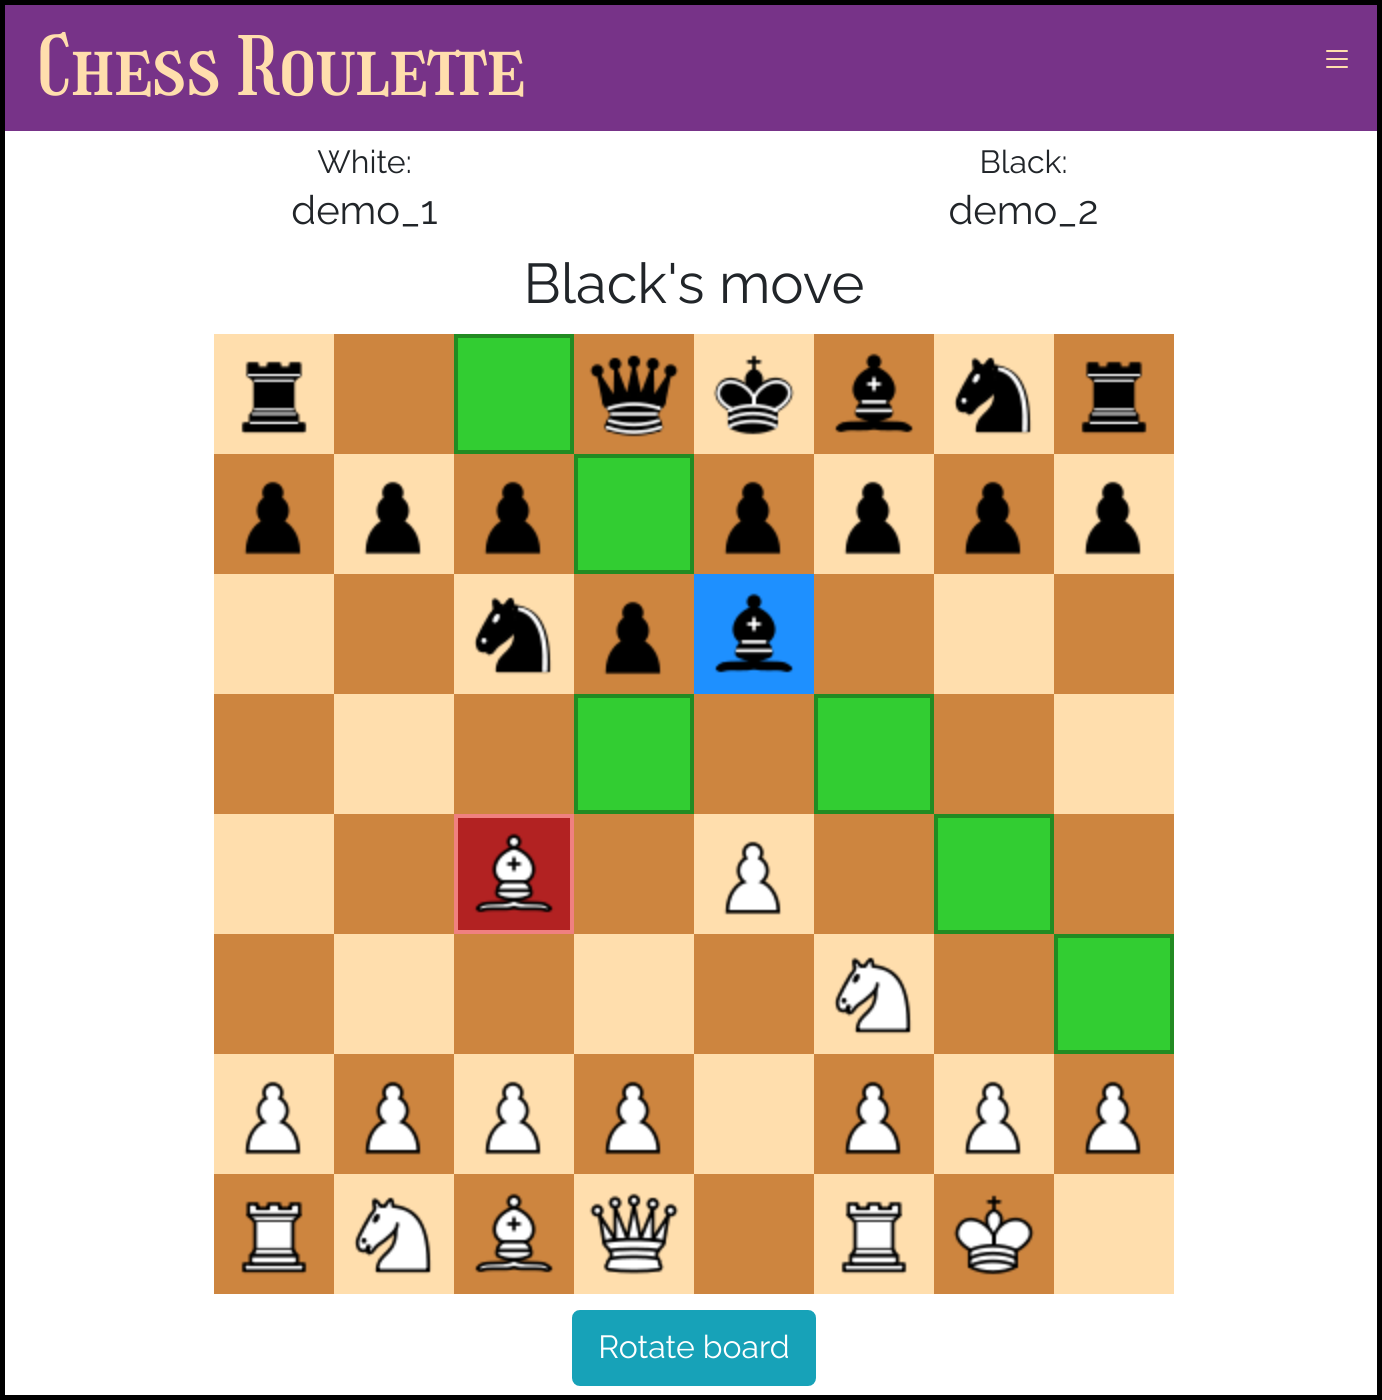 Chess Roulette
White:
Black:
demo_1
demo_2
Black's move
Rotate board